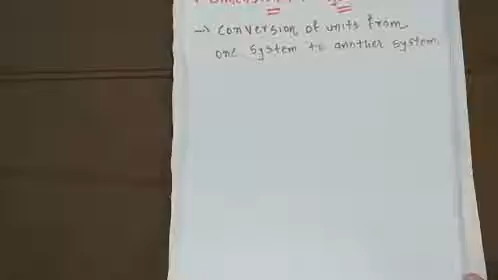 → conversion of units from
one system to another system.